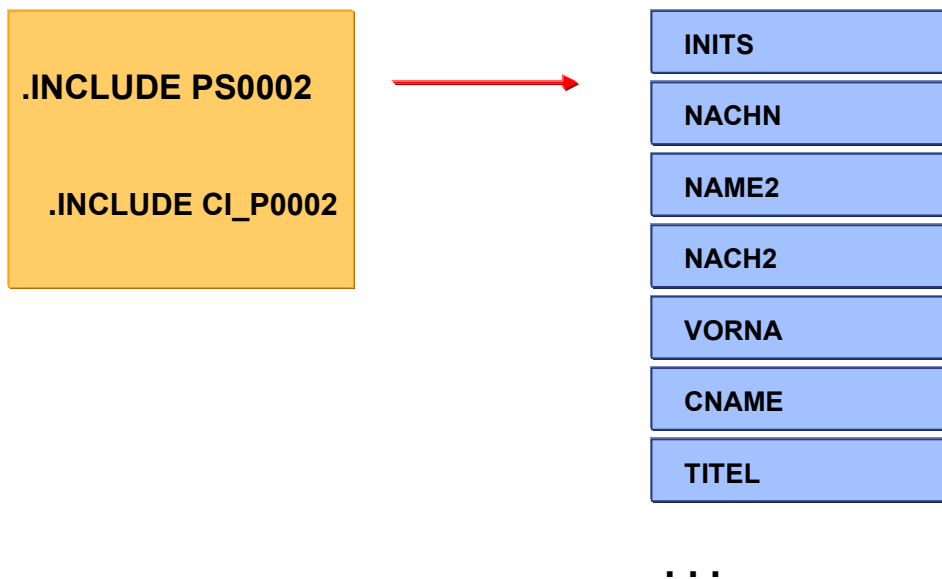 .INCLUDE PS0002
.INCLUDE CI_P0002
INITS
NACHN
NAME2
NACH2
VORNA
CNAME
TITEL
...